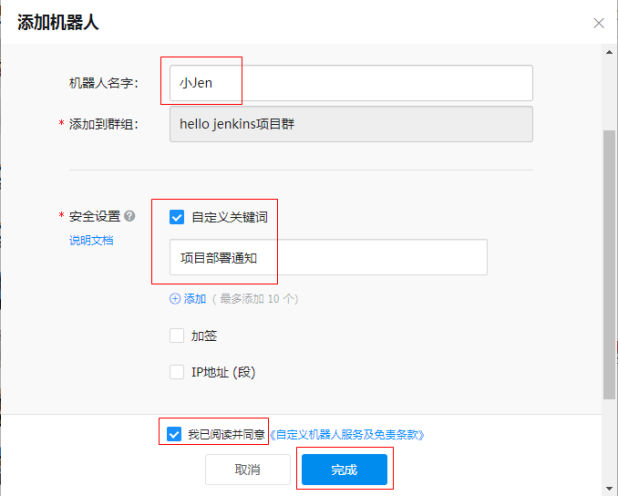 添加机器人
机器人名字： 小Jen
* 添加到群组： hello jenkins项目群
* 安全设置 自定义关键词
说明文档
项目部署通知
添加（最多添加 10 个）
加签
IP地址 (段)
我已阅读并同意《自定义机器人服务及免责条款》
取消 完成